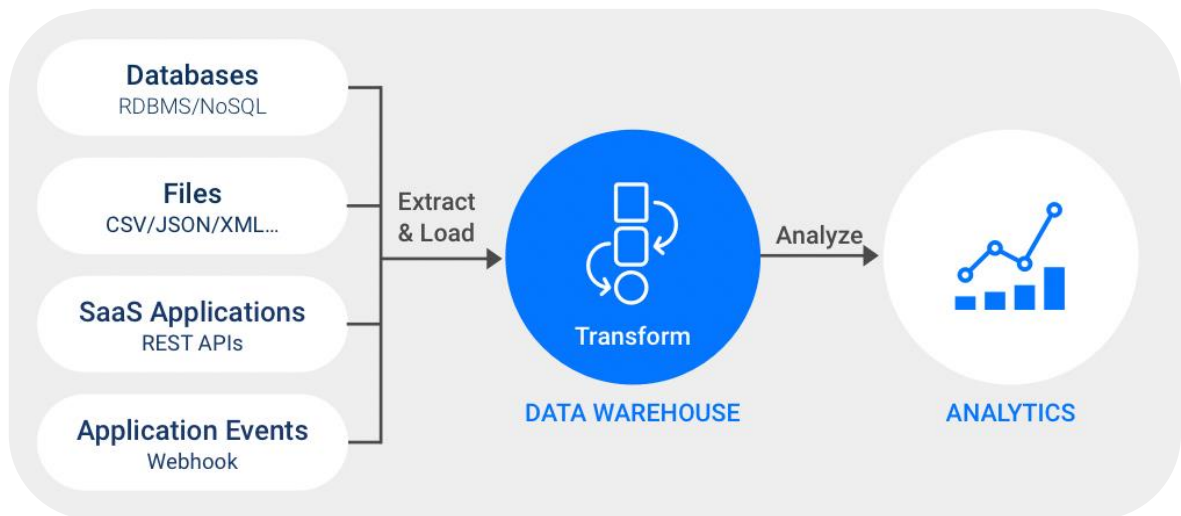 Databases
RDBMS/NoSQL
Files
CSV/JSON/XML...
SaaS Applications
REST APIs
Application Events
Webhook
Extract
& Load
Transform
DATA WAREHOUSE
Analyze
ANALYTICS